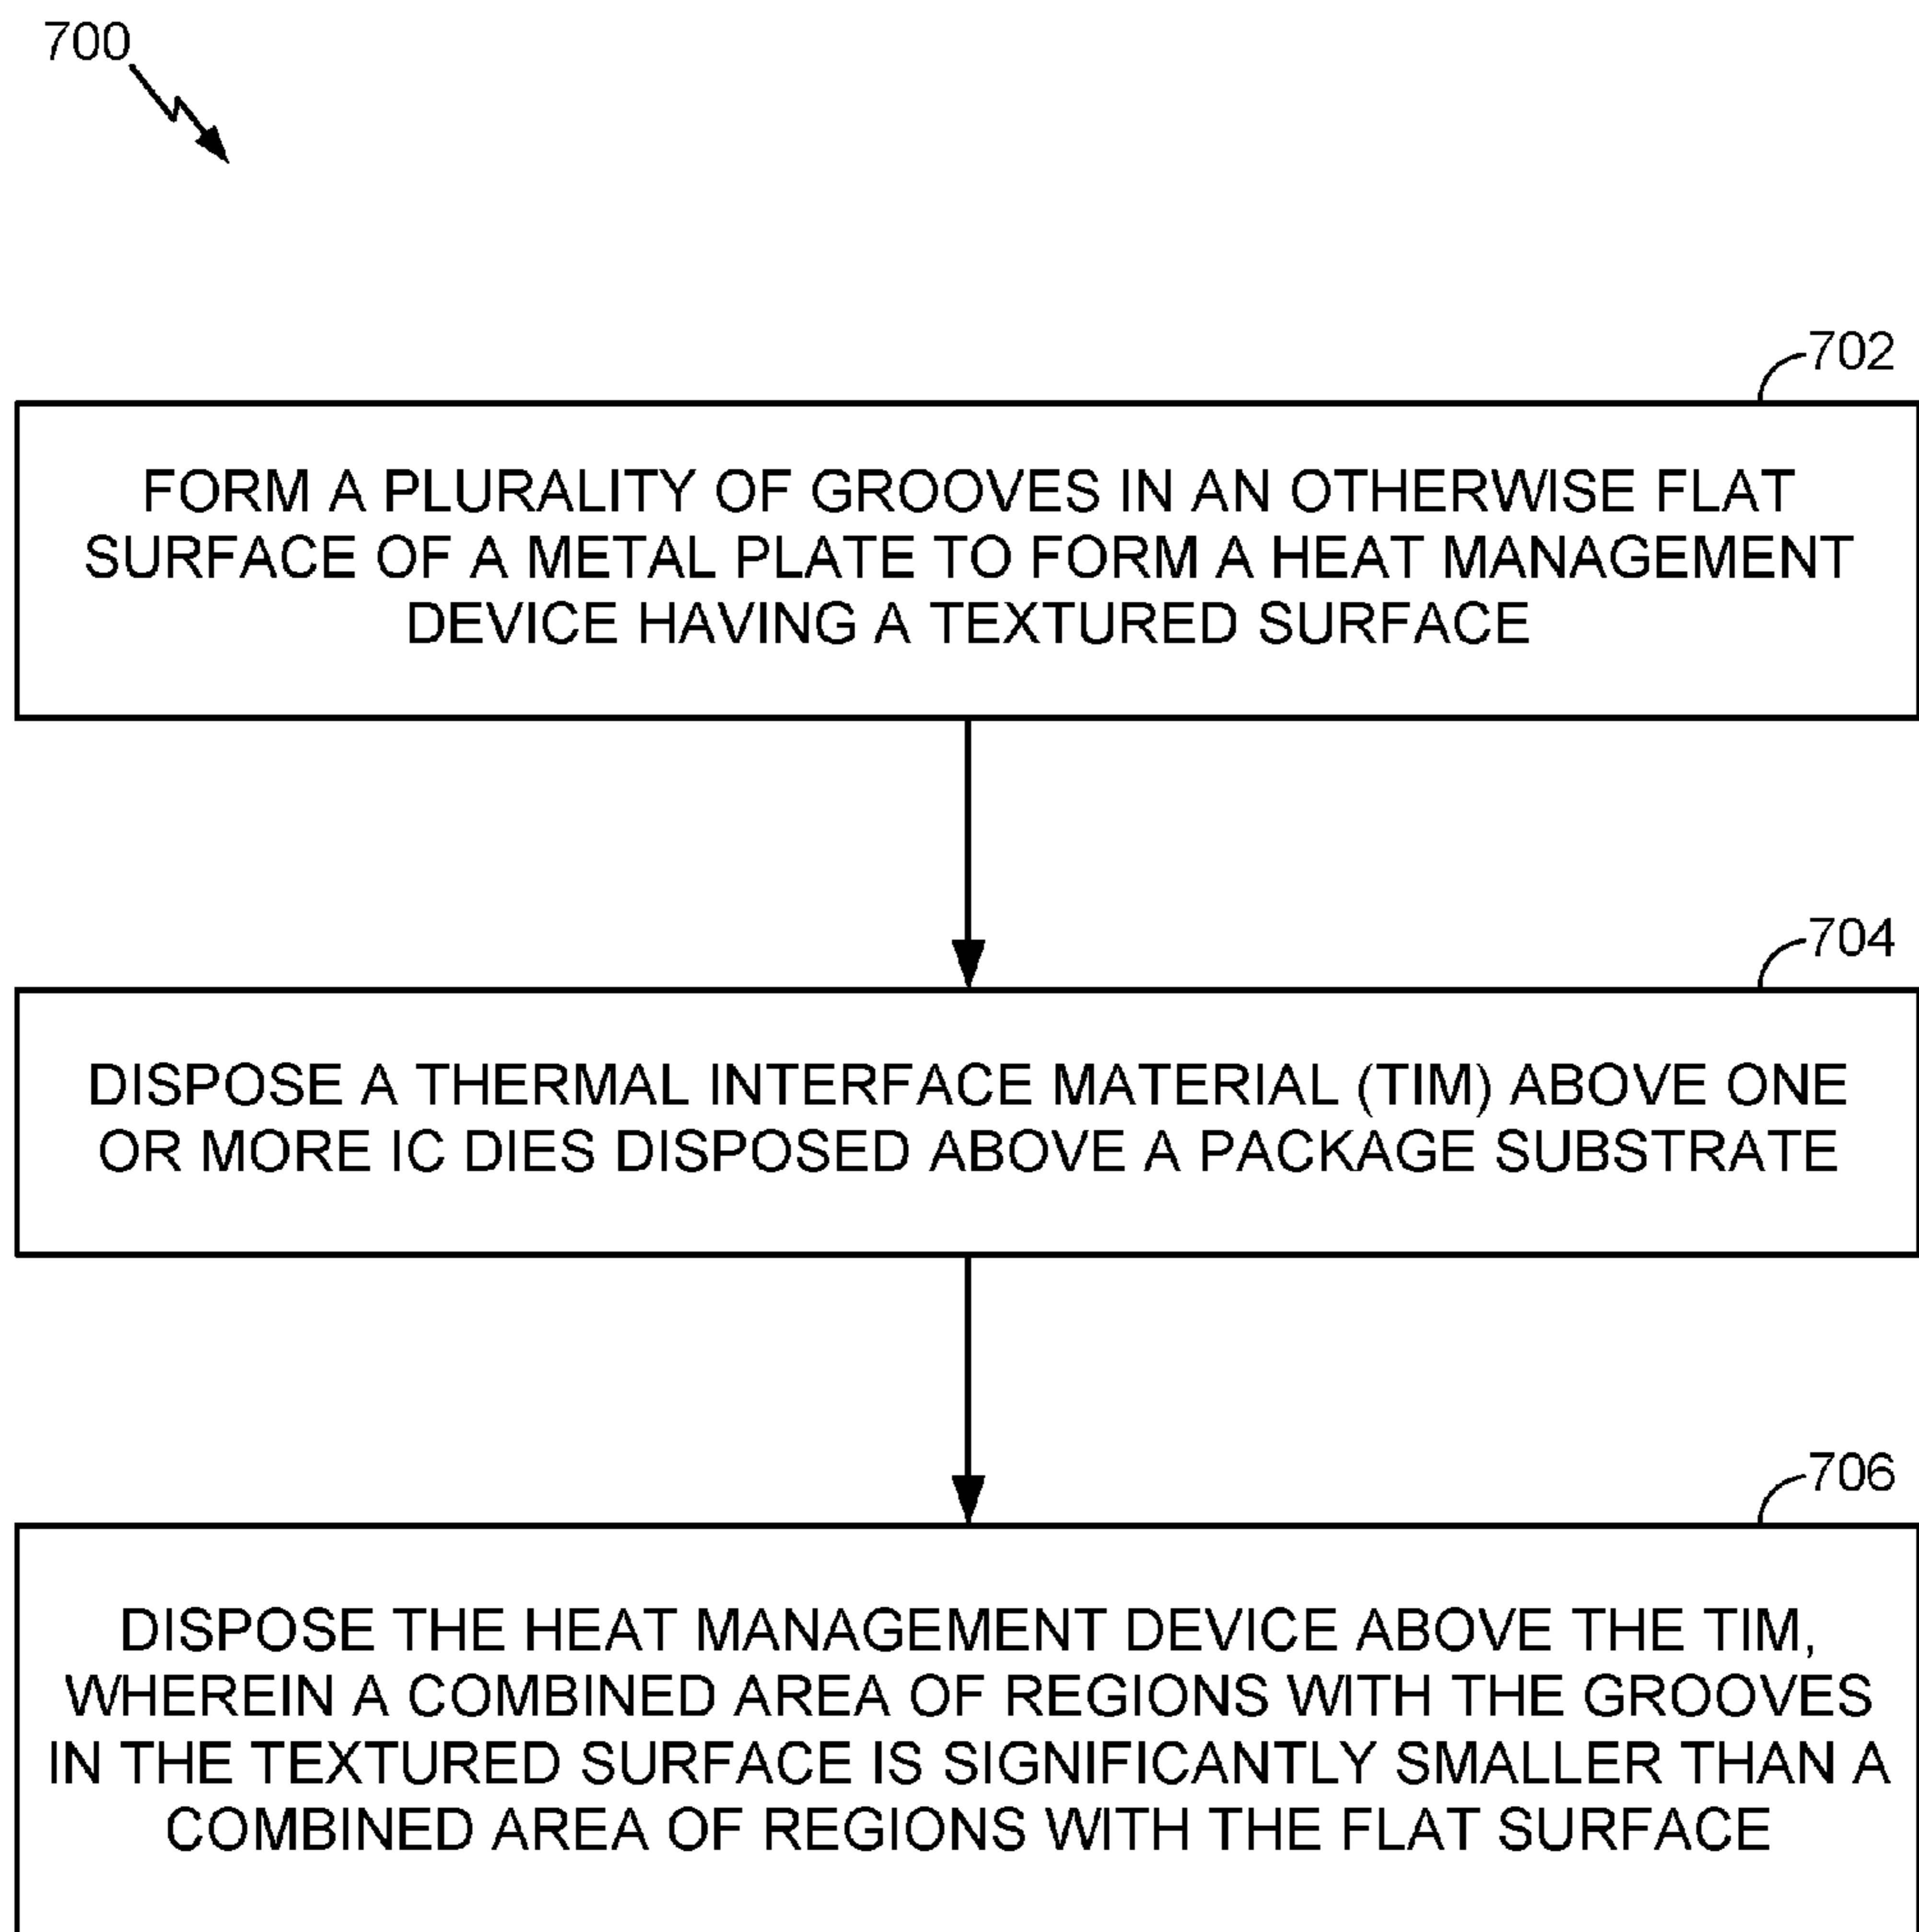 700
702
FORM A PLURALITY OF GROOVES IN AN OTHERWISE FLAT
SURFACE OF A METAL PLATE TO FORM A HEAT MANAGEMENT
DEVICE HAVING A TEXTURED SURFACE
704
DISPOSE A THERMAL INTERFACE MATERIAL (TIM) ABOVE ONE
OR MORE IC DIES DISPOSED ABOVE A PACKAGE SUBSTRATE
706
DISPOSE THE HEAT MANAGEMENT DEVICE ABOVE THE TIM,
WHEREIN A COMBINED AREA OF REGIONS WITH THE GROOVES
IN THE TEXTURED SURFACE IS SIGNIFICANTLY SMALLER THAN A
COMBINED AREA OF REGIONS WITH THE FLAT SURFACE